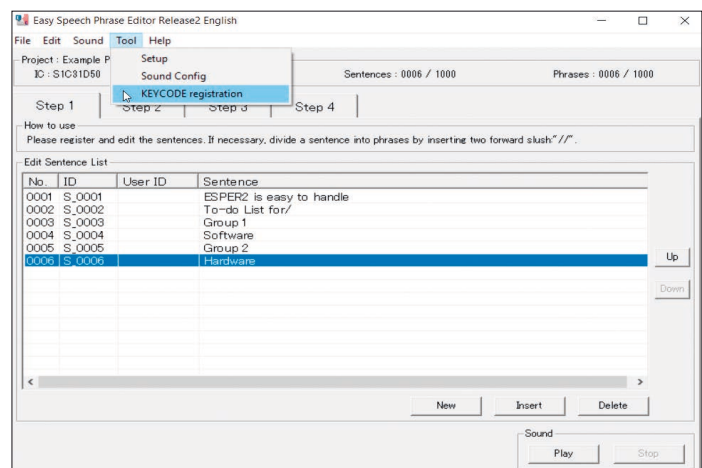 Easy Speech Phrase Editor Release2 English
File Edit Sound Tool Help
Project : Example P
Setup
IC : S1C31D50
Sound Config
Sentences : 0006 / 1000
Phrases : 0006 / 1000
KEYCODE registration
Step 1
Step 2
Step 3
Step 4
How to use
Please register and edit the sentences. If necessary, divide a sentence into phrases by inserting two forward slush:"//".
Edit Sentence List
No. ID User ID Sentence
0001 S_0001 ESPER2 is easy to handle
0002 S_0002 To-do List for/
0003 S_0003 Group 1
0004 S_0004 Software
0005 S_0005 Group 2
0006 S_0006 Hardware
Up
Down
New Insert Delete
Sound
Play Stop